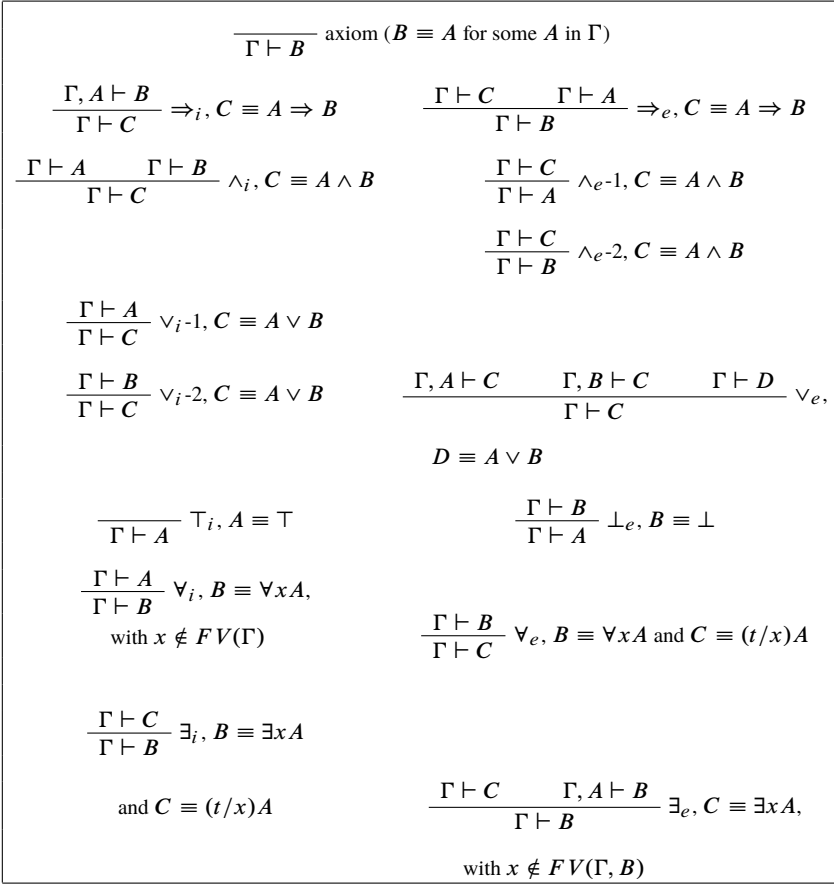 Γ ⊢ B axiom (B ≡ A for some A in Γ)
Γ, A ⊢ B
Γ ⊢ C ⇒i, C ≡ A ⇒ B
Γ ⊢ C Γ ⊢ A
Γ ⊢ B ⇒e, C ≡ A ⇒ B
Γ ⊢ A Γ ⊢ B
Γ ⊢ C ∧i, C ≡ A ∧ B
Γ ⊢ C
Γ ⊢ A ∧e-1, C ≡ A ∧ B
Γ ⊢ C
Γ ⊢ B ∧e-2, C ≡ A ∧ B
Γ ⊢ A
Γ ⊢ C ∨i-1, C ≡ A ∨ B
Γ ⊢ B
Γ ⊢ C ∨i-2, C ≡ A ∨ B
Γ, A ⊢ C Γ, B ⊢ C Γ ⊢ D
Γ ⊢ C ∨e,
D ≡ A ∨ B
Γ ⊢ A ⊤i, A ≡ ⊤
Γ ⊢ B
Γ ⊢ A ⊥e, B ≡ ⊥
Γ ⊢ A
Γ ⊢ B ∀i, B ≡ ∀xA,
with x ∉ FV(Γ)
Γ ⊢ B
Γ ⊢ C ∀e, B ≡ ∀xA and C ≡ (t/x)A
Γ ⊢ C
Γ ⊢ B ∃i, B ≡ ∃xA
and C ≡ (t/x)A
Γ ⊢ C Γ, A ⊢ B
Γ ⊢ B ∃e, C ≡ ∃xA,
with x ∉ FV(Γ, B)